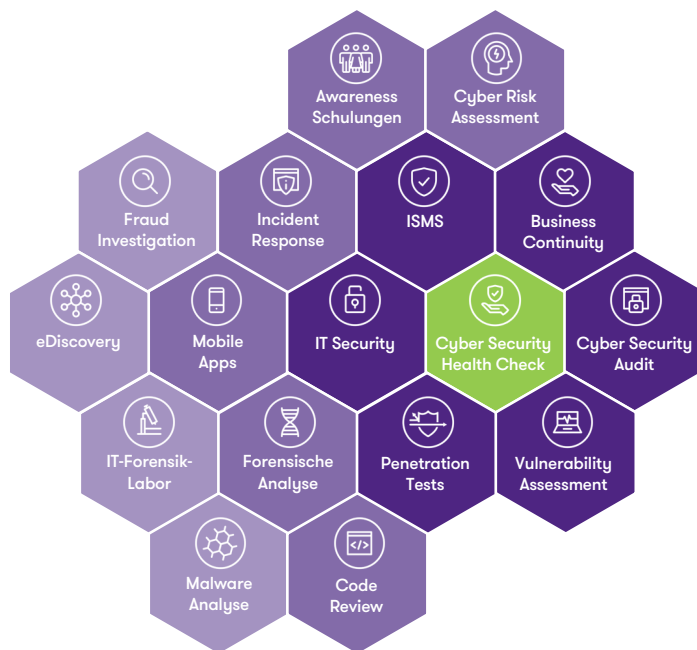 Awareness
Schulungen
Cyber Risk
Assessment
Fraud
Investigation
Incident
Response
ISMS
Business
Continuity
eDiscovery
Mobile
Apps
IT Security
Cyber Security
Health Check
Cyber Security
Audit
IT-Forensik-
Labor
Forensische
Analyse
Penetration
Tests
Vulnerability
Assessment
Malware
Analyse
</>
Code
Review